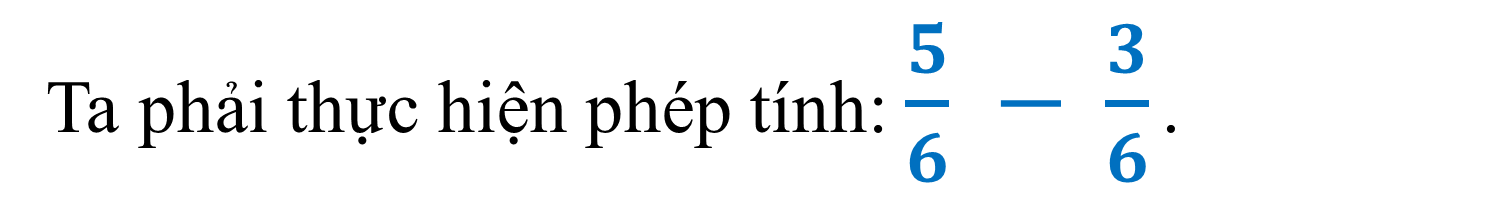 Ta phải thực hiện phép tính: 5/6 — 3/6.